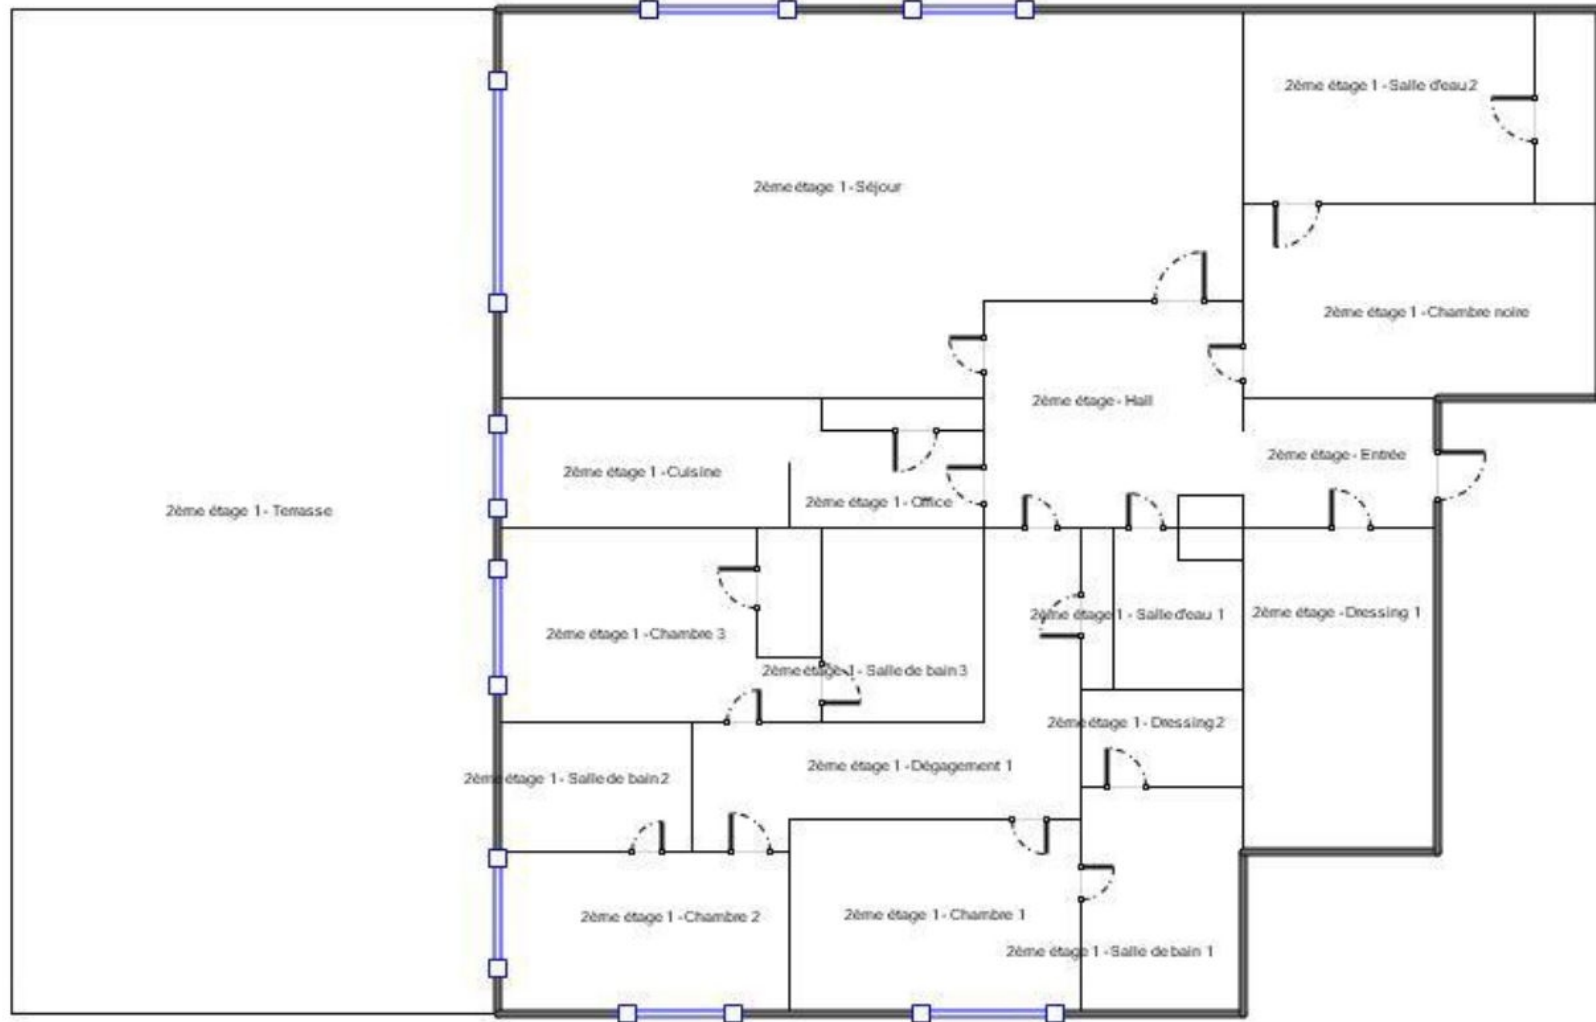 2ème étage 1 - Salle d'eau 2
2ème étage 1 - Séjour
2ème étage 1 - Chambre noire
2ème étage - Hall
2ème étage - Entrée
2ème étage 1 - Cuisine
2ème étage 1 - Office
2ème étage 1 - Terrasse
2ème étage 1 - Salle d'eau 1
2ème étage - Dressing 1
2ème étage 1 - Chambre 3
2ème étage 1 - Salle de bain 3
2ème étage 1 - Dressing 2
2ème étage 1 - Dégagement 1
2ème étage 1 - Salle de bain 2
2ème étage 1 - Chambre 2
2ème étage 1 - Chambre 1
2ème étage 1 - Salle de bain 1